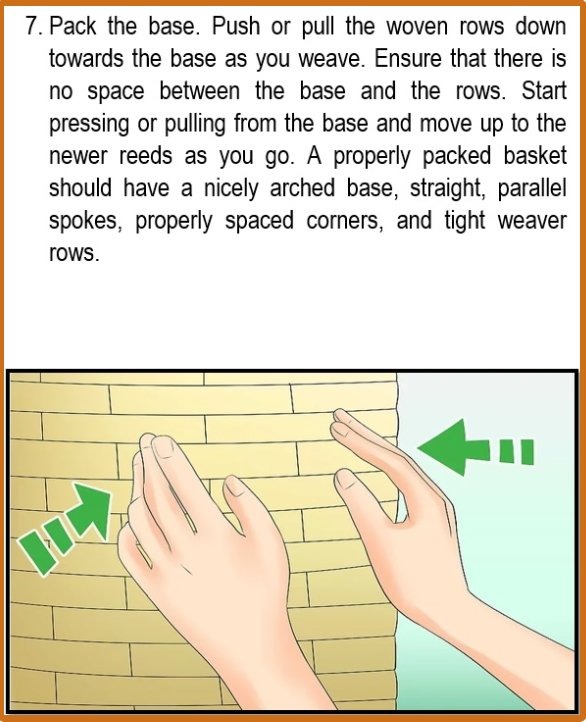 7. Pack the base. Push or pull the woven rows down
towards the base as you weave. Ensure that there is
no space between the base and the rows. Start
pressing or pulling from the base and move up to the
newer reeds as you go. A properly packed basket
should have a nicely arched base, straight, parallel
spokes, properly spaced corners, and tight weaver
rows.